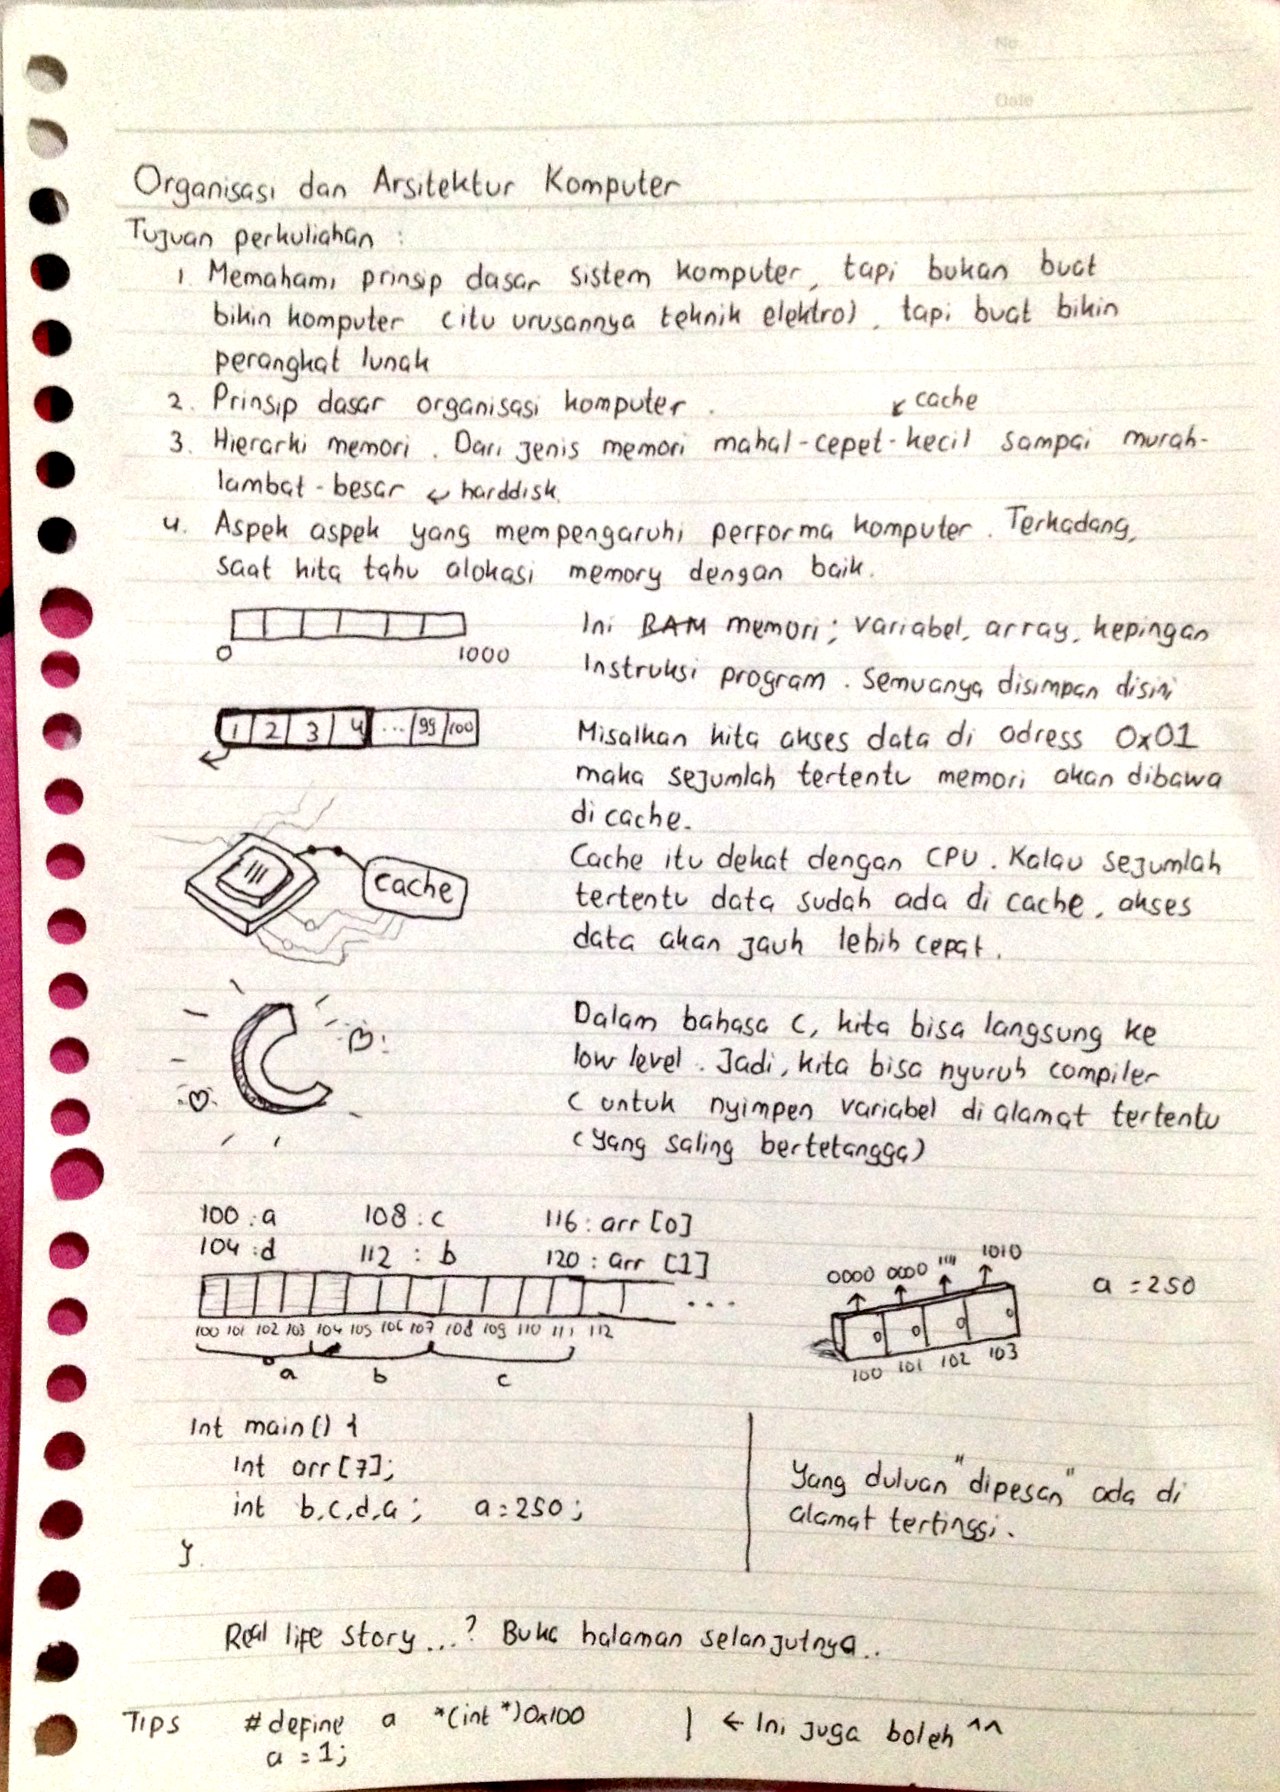 No
Date
Organisasi dan Arsitektur Komputer
Tujuan perkuliahan :
1. Memahami prinsip dasar sistem komputer, tapi bukan buat
bikin komputer (itu urusannya teknik elektro), tapi buat bikin
perangkat lunak
2. Prinsip dasar organisasi komputer.
↙ cache
3. Hierarki memori. Dari jenis memori mahal-cepet-kecil sampai murah-
lambat-besar ↙ harddisk
4. Aspek aspek yang mempengaruhi performa komputer. Terkadang,
saat kita tahu alokasi memory dengan baik.
0 1000
Ini RAM memori; variabel, array, kepingan
Instruksi program. Semuanya disimpan disini
1 2 3 4 ... 99 100
Misalkan kita akses data di adress 0x01
maka sejumlah tertentu memori akan dibawa
di cache.
cache
Cache itu dekat dengan CPU. Kalau sejumlah
tertentu data sudah ada di cache, akses
data akan jauh lebih cepat.
C
Dalam bahasa C, kita bisa langsung ke
low level. Jadi, kita bisa nyuruh compiler
C untuk nyimpen variabel di alamat tertentu
(yang saling bertetangga)
100 : a 108 : c 116 : arr [0]
104 : d 112 : b 120 : arr [1]
...
100 101 102 103 104 105 106 107 108 109 110 111 112
a b c
0000 0000 1111 1010
100 101 102 103
a = 250
Int main() {
Int arr[7];
int b,c,d,a; a = 250;
}.
Yang duluan "dipesan" ada di
alamat tertinggi.
Real life story...? Buka halaman selanjutnya..
TIPS #define a *(int *)0x100 | ← Ini juga boleh ^^
a = 1;